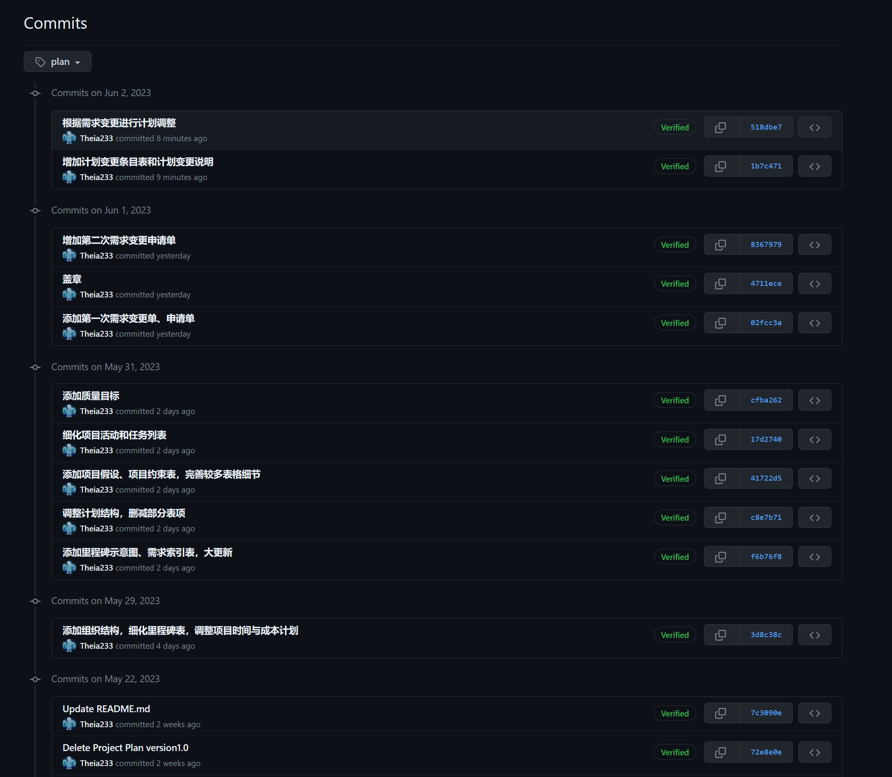 Commits
plan
Commits on Jun 2, 2023
根据需求变更进行计划调整
Theia233 committed 8 minutes ago
Verified
518dbe7
增加计划变更条目表和计划变更说明
Theia233 committed 9 minutes ago
Verified
1b7c471
Commits on Jun 1, 2023
增加第二次需求变更申请单
Theia233 committed yesterday
Verified
8367979
盖章
Theia233 committed yesterday
Verified
4711ece
添加第一次需求变更单、申请单
Theia233 committed yesterday
Verified
02fcc3a
Commits on May 31, 2023
添加质量目标
Theia233 committed 2 days ago
Verified
cfba262
细化项目活动和任务列表
Theia233 committed 2 days ago
Verified
17d2740
添加项目假设、项目约束表，完善较多表格细节
Theia233 committed 2 days ago
Verified
41722d5
调整计划结构，删减部分表项
Theia233 committed 2 days ago
Verified
c8e7b71
添加里程碑示意图、需求索引表，大更新
Theia233 committed 2 days ago
Verified
f6b76f8
Commits on May 29, 2023
添加组织结构，细化里程碑表，调整项目时间与成本计划
Theia233 committed 4 days ago
Verified
3d8c38c
Commits on May 22, 2023
Update README.md
Theia233 committed 2 weeks ago
Verified
7c3090e
Delete Project Plan version1.0
Theia233 committed 2 weeks ago
Verified
72e8e0e